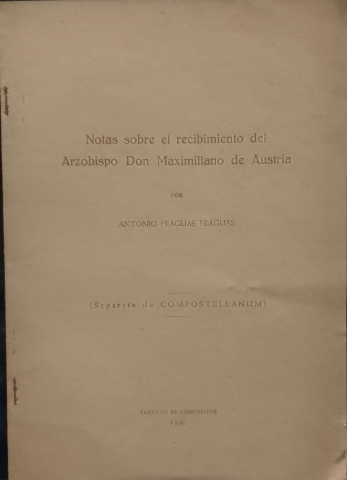 Notas sobre el recibimiento del
Arzobispo Don Maximiliano de Austria
POR
ANTONIO FRAGUAS FRAGUAS
(Separata de COMPOSTELLANUM)
SANTIAGO DE COMPOSTELA